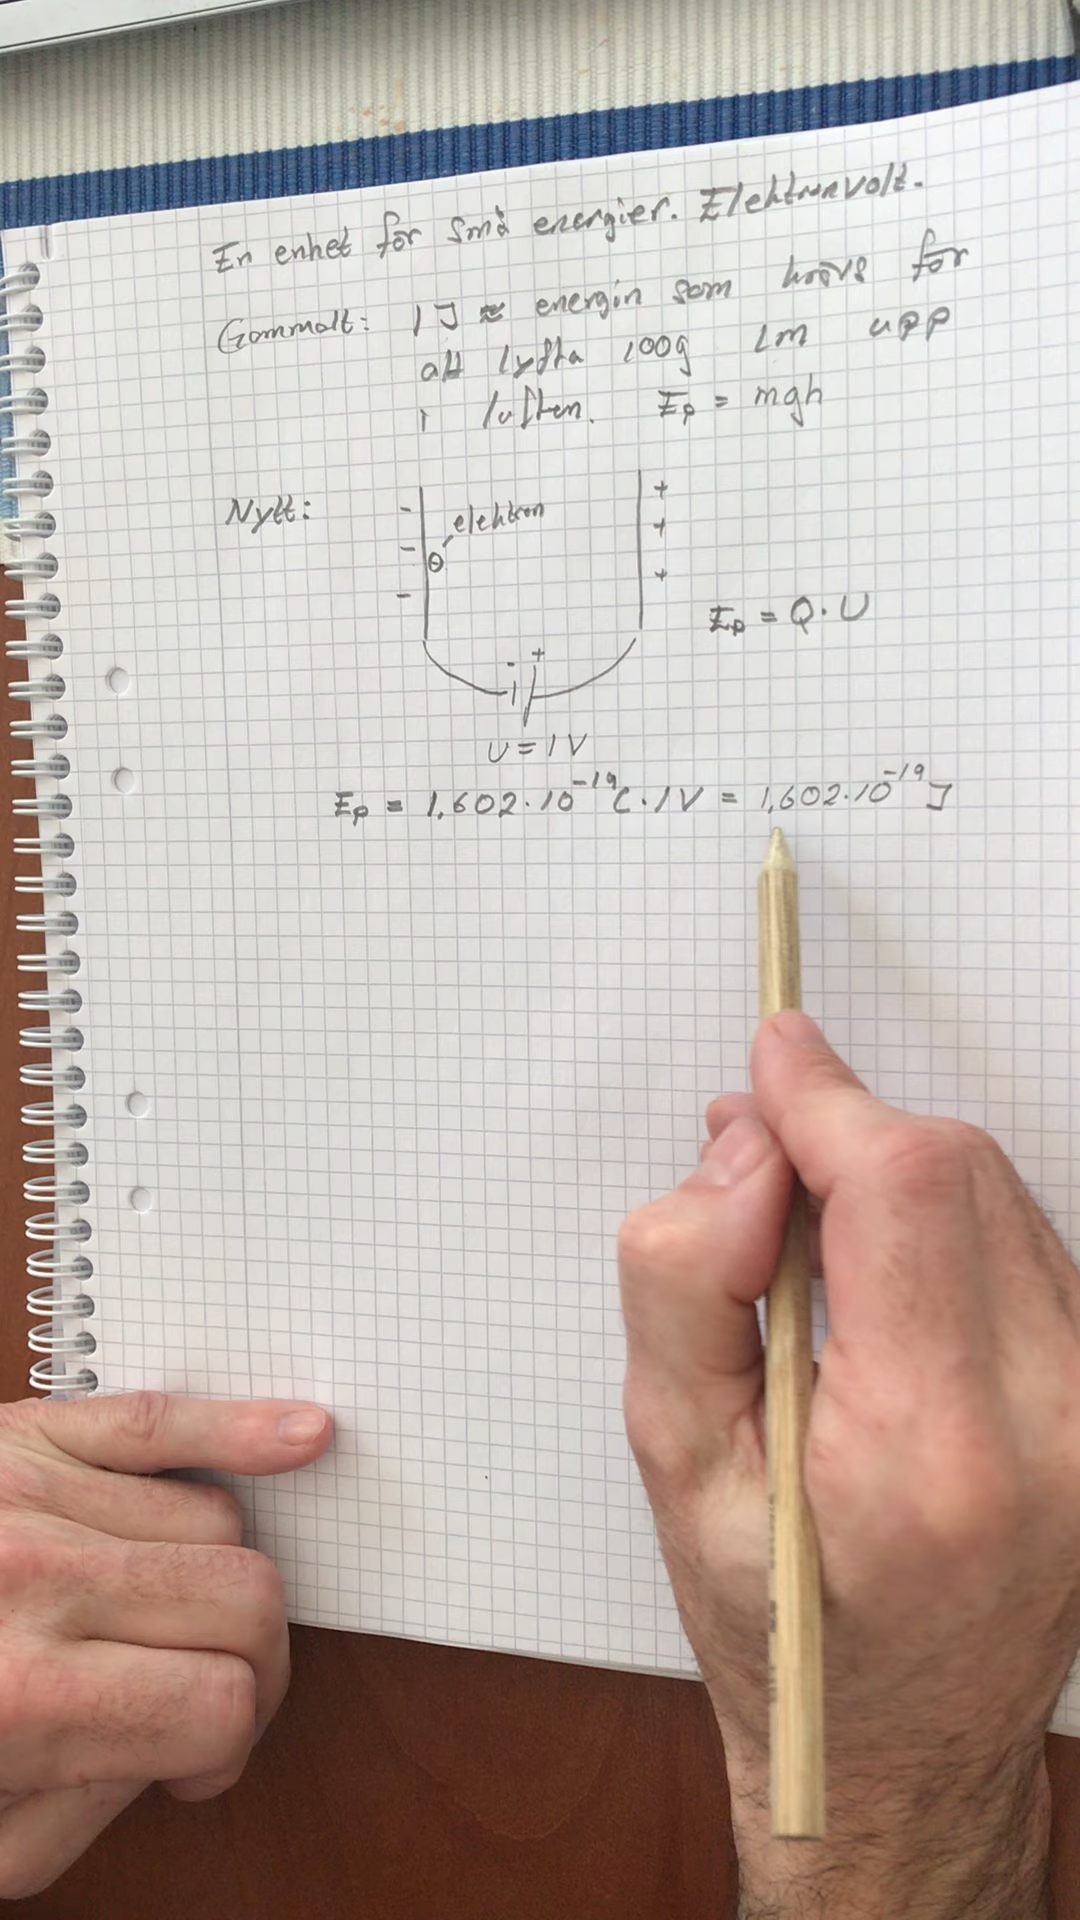 En enhet för små energier. Elektronvolt.
Gammalt: 1 J ≈ energin som krävs för
att lyfta 100g 1m upp
i luften. Ep = mgh
Nytt:
- elektron +
- ⊖ +
- +
Ep = Q·U
- +
U = 1 V
Ep = 1,602·10⁻¹⁹ C · 1 V = 1,602·10⁻¹⁹ J